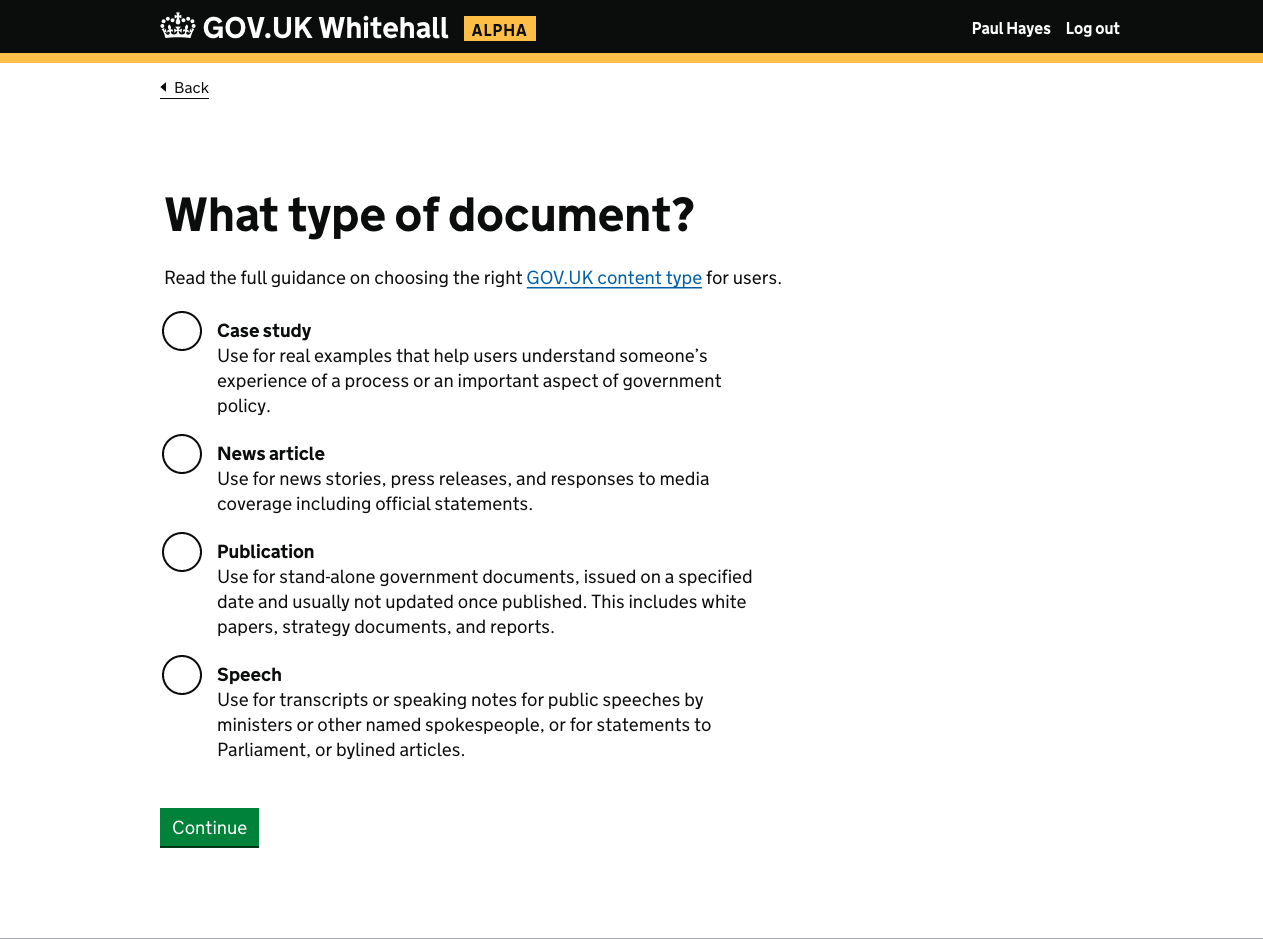 GOV.UK Whitehall ALPHA Paul Hayes Log out
Back
What type of document?
Read the full guidance on choosing the right GOV.UK content type for users.
Case study
Use for real examples that help users understand someone’s
experience of a process or an important aspect of government
policy.
News article
Use for news stories, press releases, and responses to media
coverage including official statements.
Publication
Use for stand-alone government documents, issued on a specified
date and usually not updated once published. This includes white
papers, strategy documents, and reports.
Speech
Use for transcripts or speaking notes for public speeches by
ministers or other named spokespeople, or for statements to
Parliament, or bylined articles.
Continue